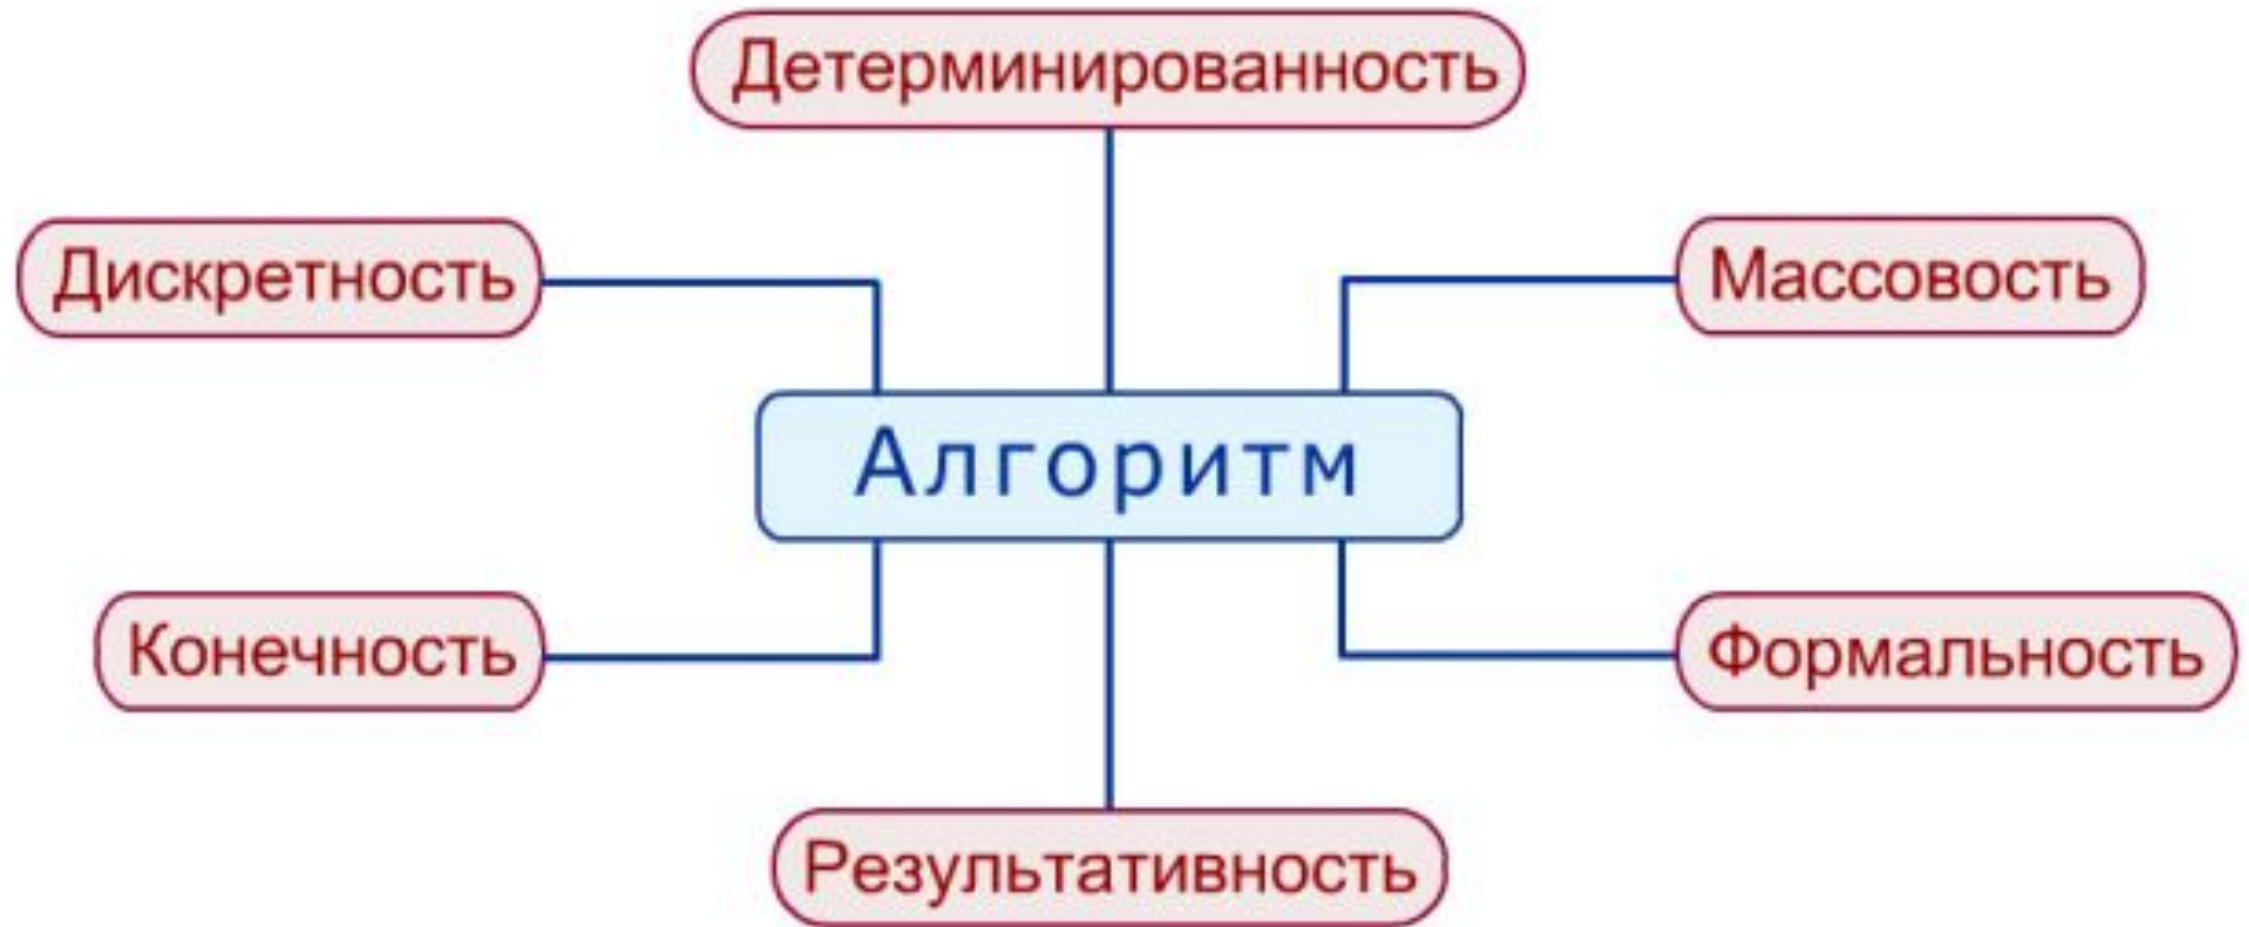 Детерминированность
Дискретность
Массовость
Алгоритм
Конечность
Формальность
Результативность